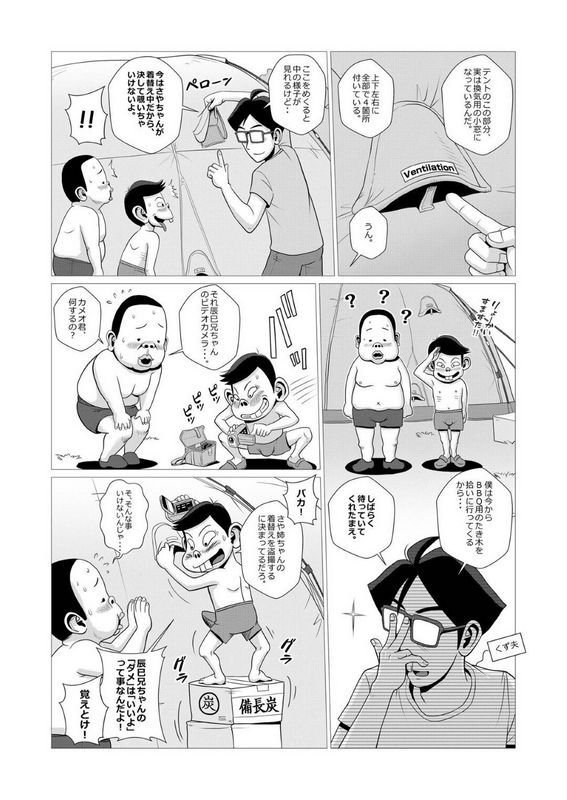 テントのこの部分、
実は換気用の小窓に
なっているんだ。
上下左右に
全部で4箇所
付いている。
Ventilation
うん。
ここをめくると
中の様子が
見れるけど・・
ペローン
今はさやちゃんが
着替え中だから、
決して覗いちゃ
いけないよ。
!!
りょーかい
すますた!!
?
?
?
僕は今から
BBQ用のたき木を
拾いに行ってくる
から・・・
しばらく
待っていて
くれたまえ。
それ辰巳兄ちゃん
のビデオカメラ・・・。
カメオ君、
何するの?
ピッ
ピッ
ピッ
くず夫
バカ!
さや姉ちゃんの
着替えを盗撮する
に決まってるだろ。
そ、そんな事
いけないんじゃ・・
グラ
グラ
炭
備長炭
辰巳兄ちゃんの
「ダメ」は「いいよ」
って事なんだよ!
覚えとけ!